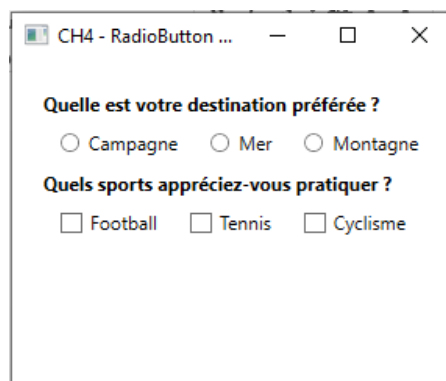 CH4 - RadioButton ...
Quelle est votre destination préférée ?
Campagne Mer Montagne
Quels sports appréciez-vous pratiquer ?
Football Tennis Cyclisme